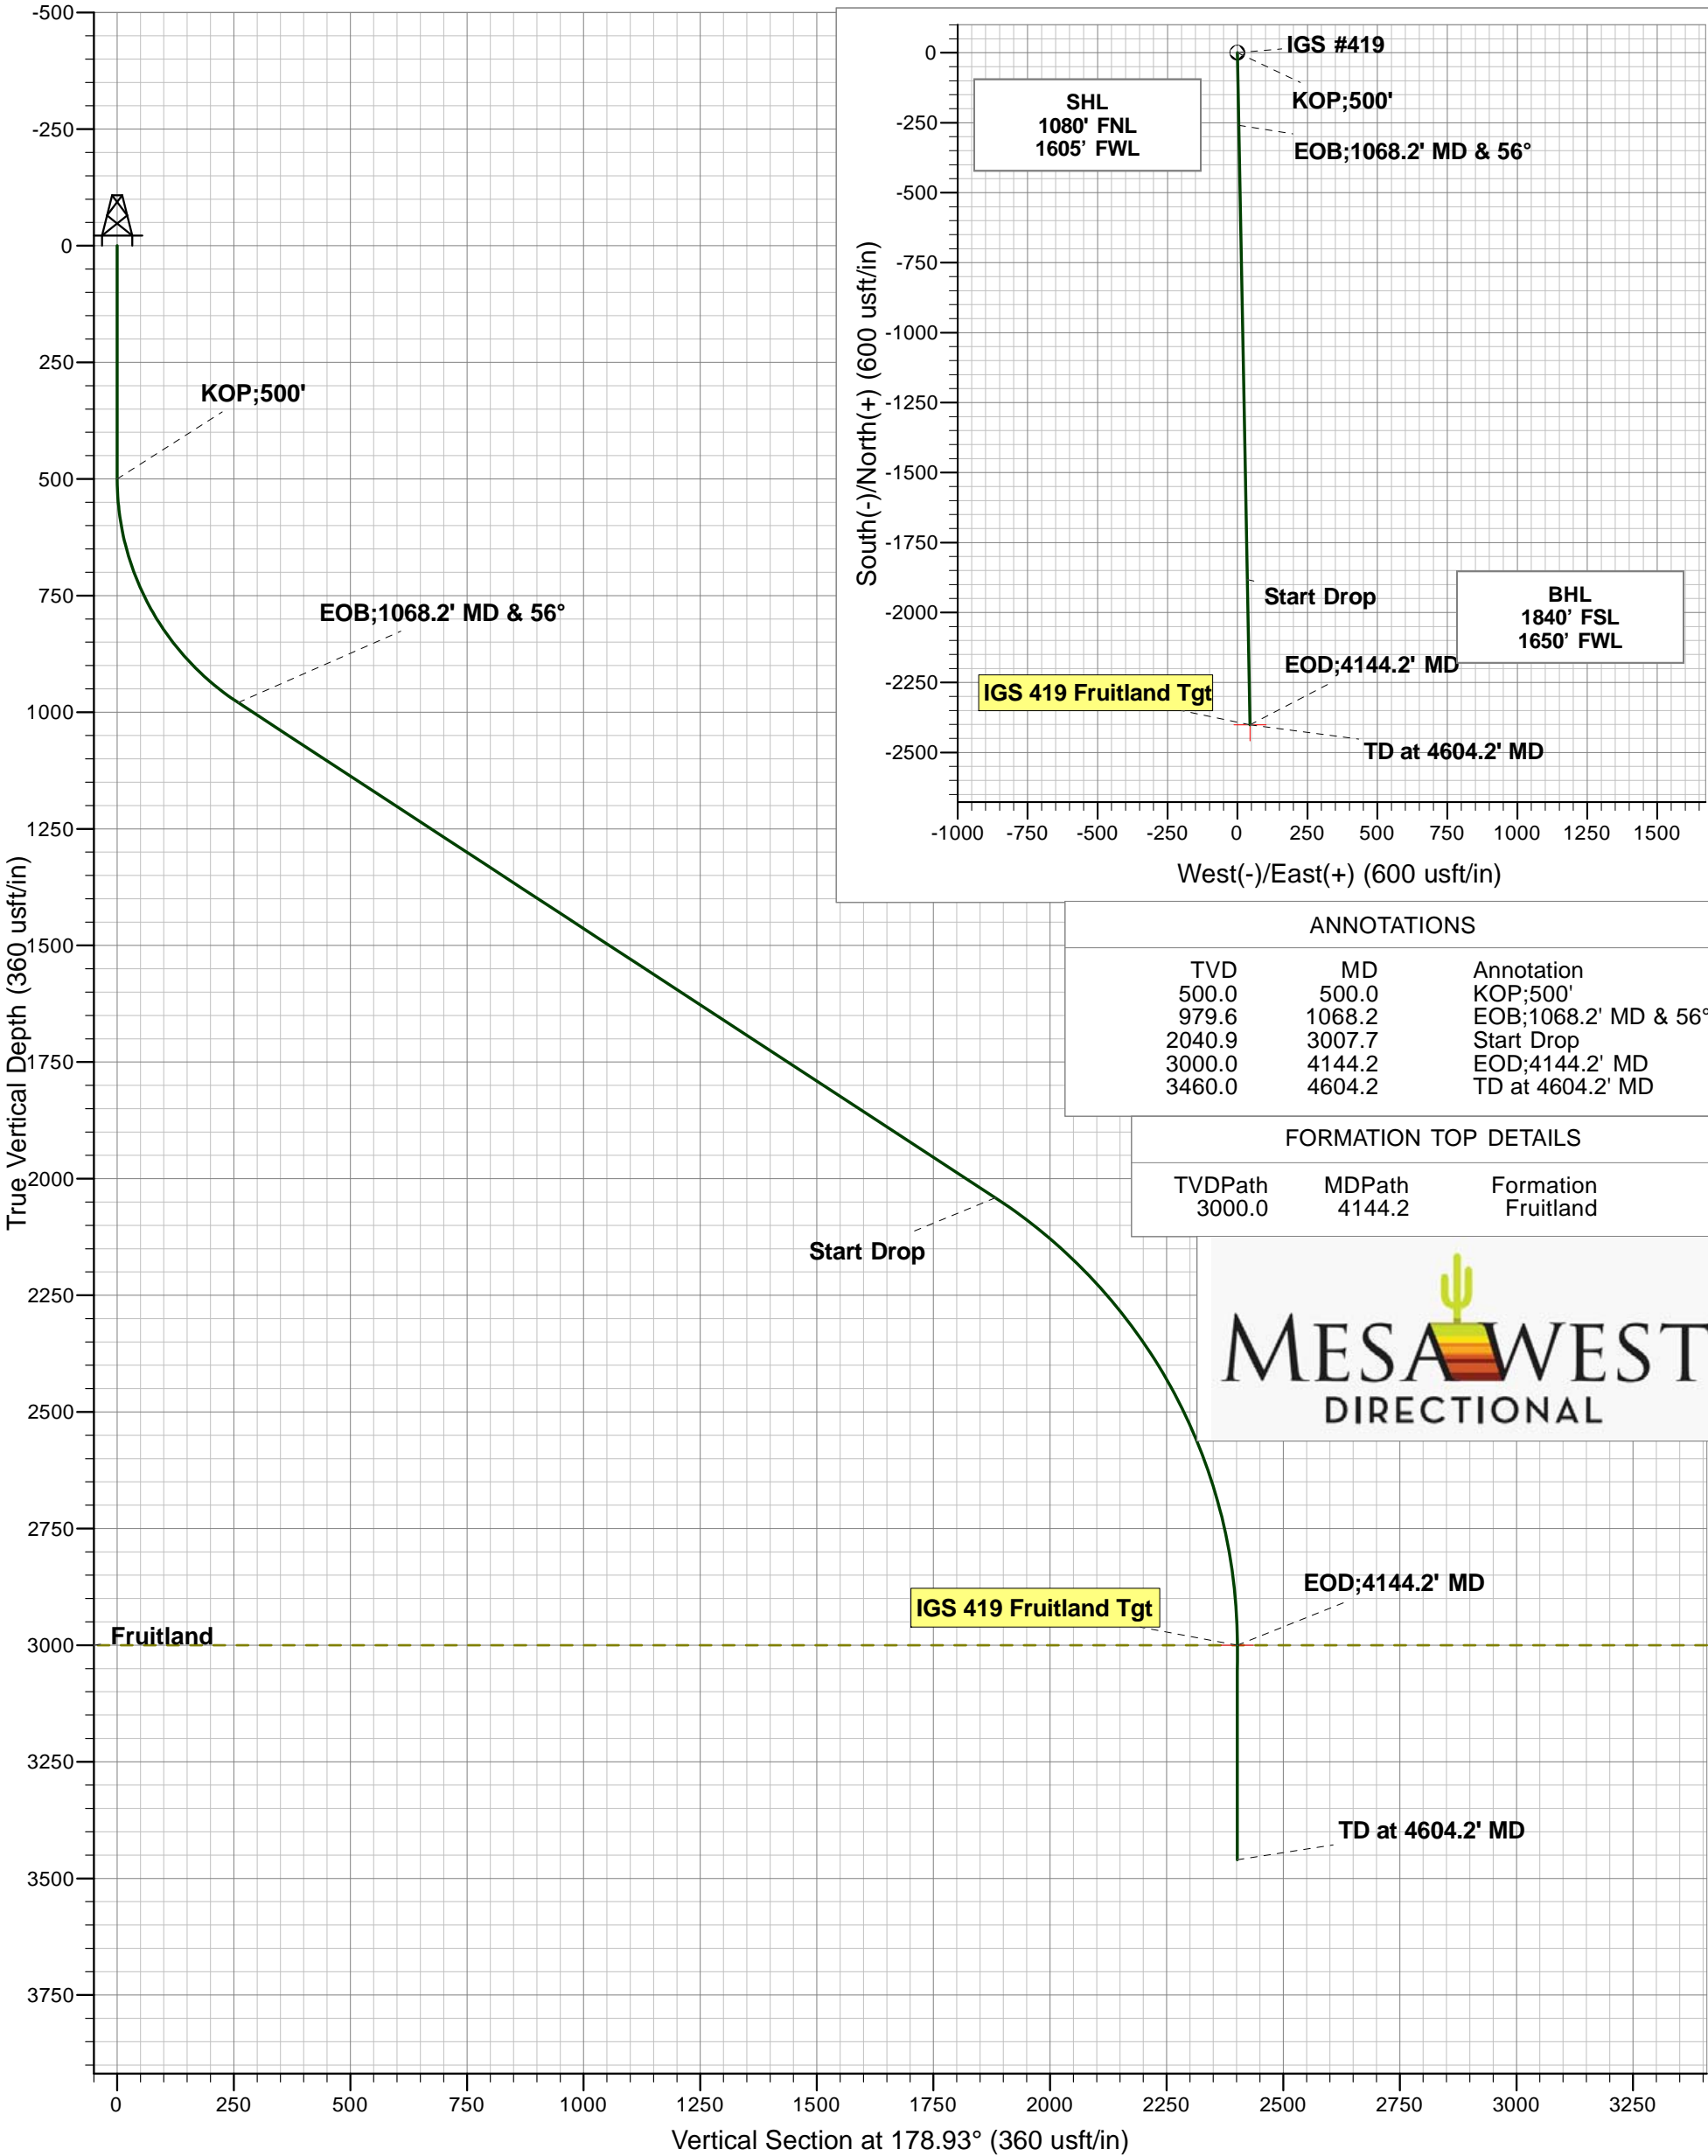 -500
-250
0
250
500
750
1000
1250
1500
1750
2000
2250
2500
2750
3000
3250
3500
3750
True Vertical Depth (360 usft/in)
0
250
500
750
1000
1250
1500
1750
2000
2250
2500
2750
3000
3250
Vertical Section at 178.93° (360 usft/in)
KOP;500'
EOB;1068.2' MD & 56°
Start Drop
IGS 419 Fruitland Tgt
EOD;4144.2' MD
Fruitland
TD at 4604.2' MD
0
-250
-500
-750
-1000
-1250
-1500
-1750
-2000
-2250
-2500
South(-)/North(+) (600 usft/in)
-1000
-750
-500
-250
0
250
500
750
1000
1250
1500
West(-)/East(+) (600 usft/in)
IGS #419
KOP;500'
EOB;1068.2' MD & 56°
SHL
1080' FNL
1605’ FWL
Start Drop
BHL
1840’ FSL
1650’ FWL
EOD;4144.2' MD
IGS 419 Fruitland Tgt
TD at 4604.2' MD
ANNOTATIONS
TVD MD Annotation
500.0 500.0 KOP;500'
979.6 1068.2 EOB;1068.2' MD & 56°
2040.9 3007.7 Start Drop
3000.0 4144.2 EOD;4144.2' MD
3460.0 4604.2 TD at 4604.2' MD
FORMATION TOP DETAILS
TVDPath MDPath Formation
3000.0 4144.2 Fruitland
MESA WEST
DIRECTIONAL